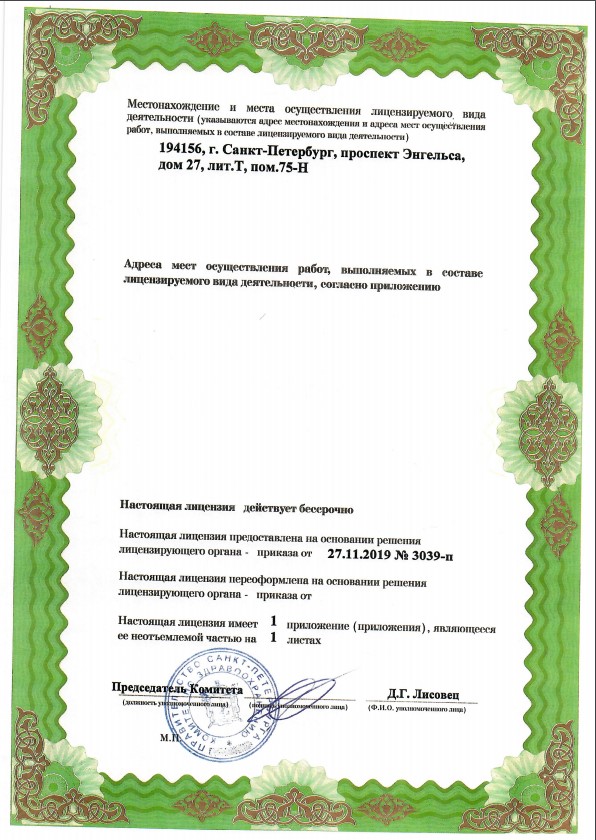 Местонахождение и места осуществления лицензируемого вида
деятельности (указываются адрес местонахождения и адреса мест осуществления
работ, выполняемых в составе лицензируемого вида деятельности)
194156, г. Санкт-Петербург, проспект Энгельса,
дом 27, лит.Т, пом.75-Н
Адреса мест осуществления работ, выполняемых в составе
лицензируемого вида деятельности, согласно приложению
Настоящая лицензия действует бессрочно
Настоящая лицензия предоставлена на основании решения
лицензирующего органа - приказа от 27.11.2019 № 3039-п
Настоящая лицензия переоформлена на основании решения
лицензирующего органа - приказа от
Настоящая лицензия имеет 1 приложение (приложения), являющееся
ее неотъемлемой частью на 1 листах
Председатель Комитета Д.Г. Лисовец
(должность уполномоченного лица) (подпись уполномоченного лица) (Ф.И.О. уполномоченного лица)
М.П.
ПРАВИТЕЛЬСТВО САНКТ-ПЕТЕРБУРГА
КОМИТЕТ ПО ЗДРАВООХРАНЕНИЮ